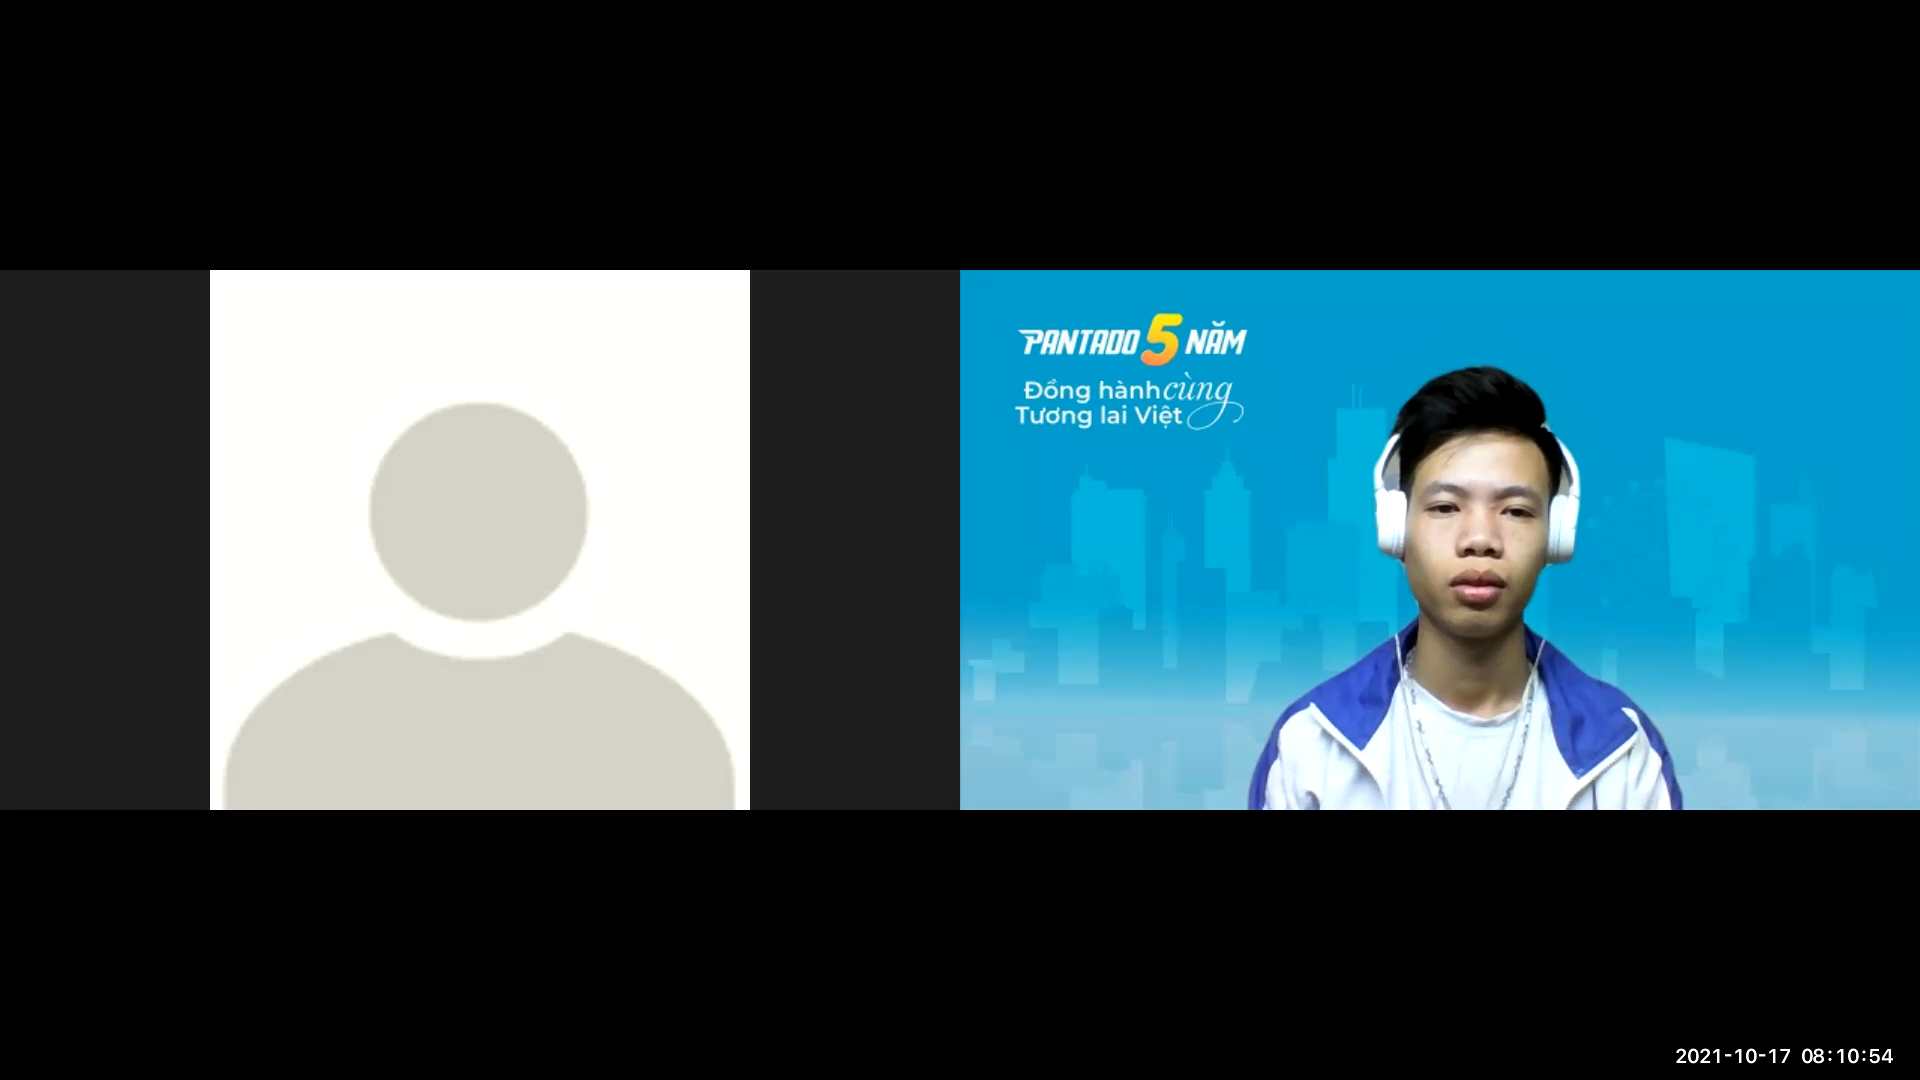 PANTADO 5 NĂM
Đồng hành cùng
Tương lai Việt
2021-10-17 08:10:54